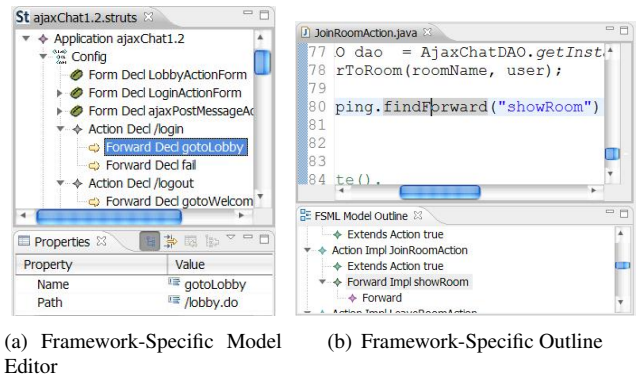 ajaxChat1.2.struts
Application ajaxChat1.2
Config
Form Decl LobbyActionForm
Form Decl LoginActionForm
Form Decl ajaxPostMessageAc
Action Decl /login
Forward Decl gotoLobby
Forward Decl fail
Action Decl /logout
Forward Decl gotoWelcom
Properties
Property Value
Name gotoLobby
Path /lobby.do
(a) Framework-Specific Model
Editor
JoinRoomAction.java
77 O dao = AjaxChatDAO.getInst
78 rToRoom(roomName, user);
79
80 ping.findForward("showRoom")
81
82
83
84 te().
FSML Model Outline
Extends Action true
Action Impl JoinRoomAction
Extends Action true
Forward Impl showRoom
Forward
Action Impl LeaveRoomAction
(b) Framework-Specific Outline